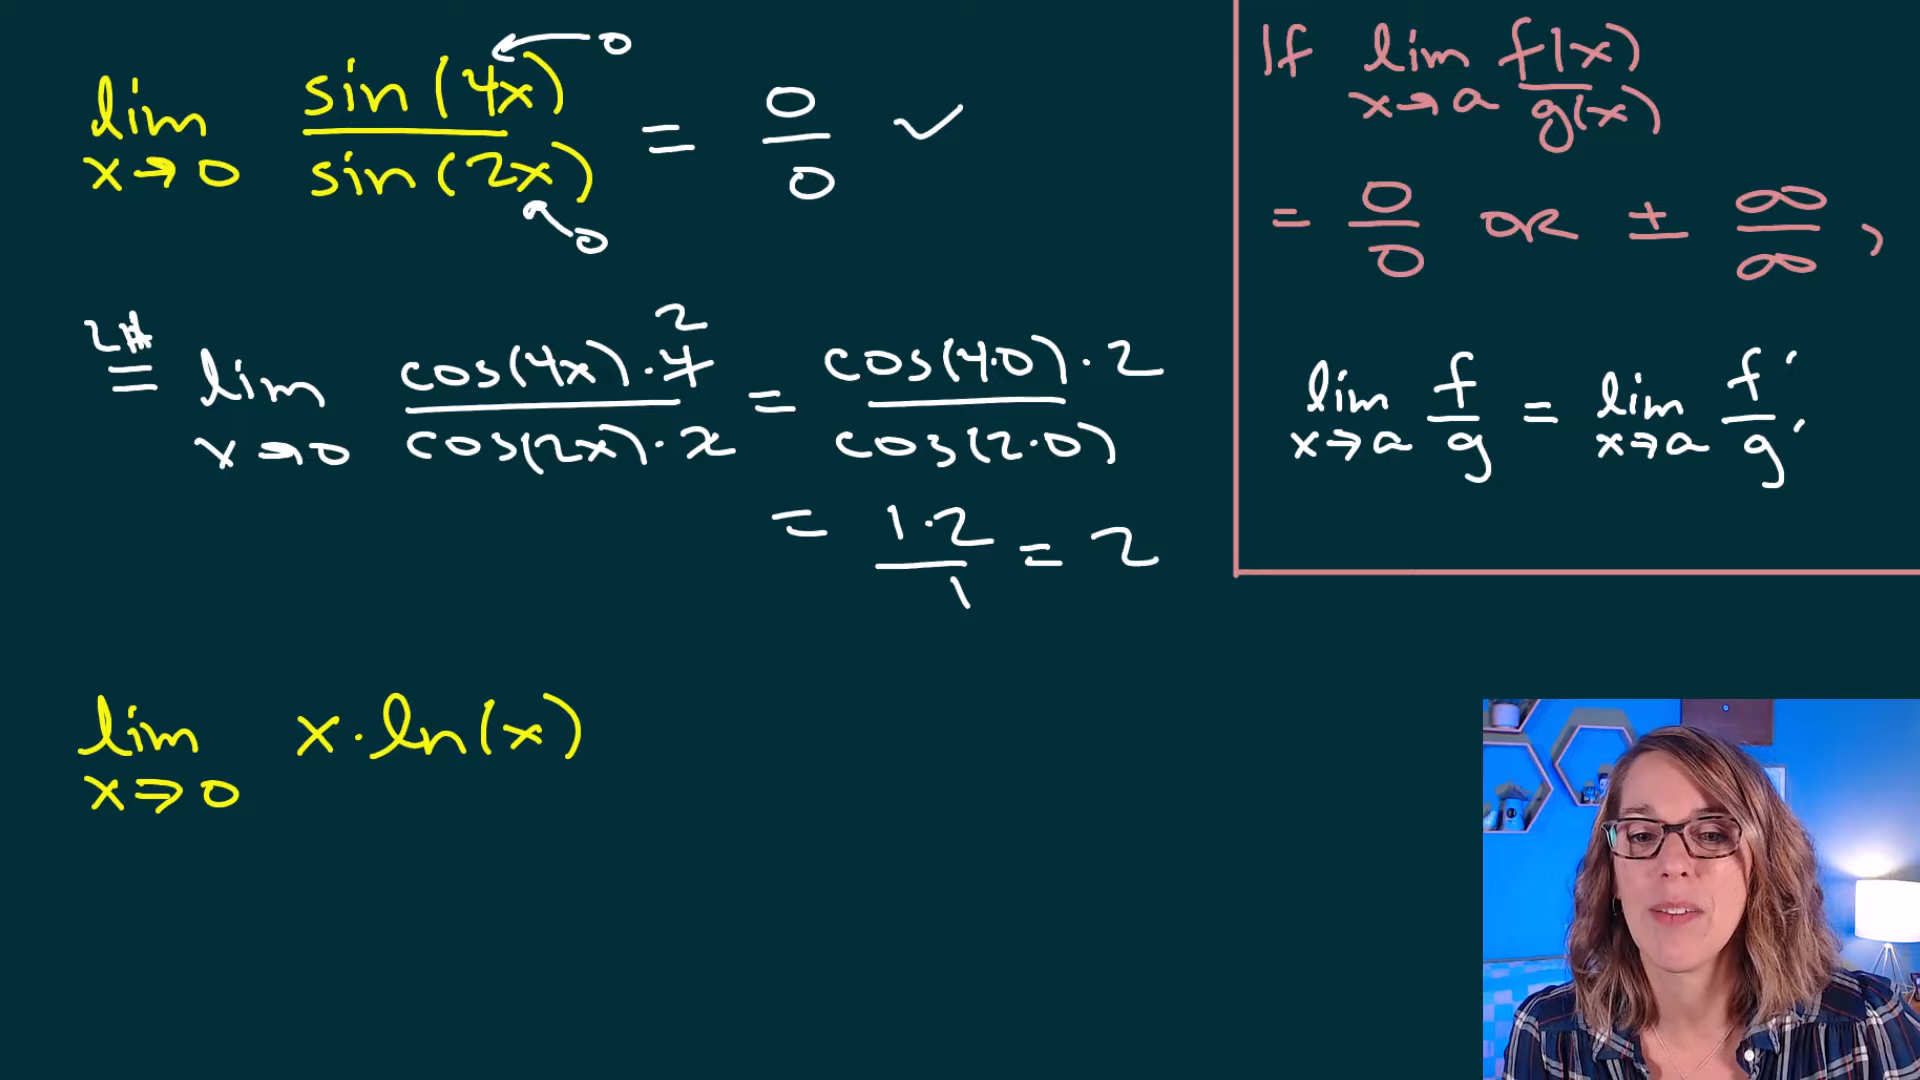 lim x→0 sin(4x)/sin(2x) = 0/0 ✓
0
0
L'H = lim x→0 cos(4x)·4/cos(2x)·2 = cos(4·0)·2/cos(2·0)
2
= 1·2/1 = 2
lim x→0 x·ln(x)
If lim x→a f(x)/g(x)
= 0/0 OR ± ∞/∞,
lim x→a f/g = lim x→a f'/g'